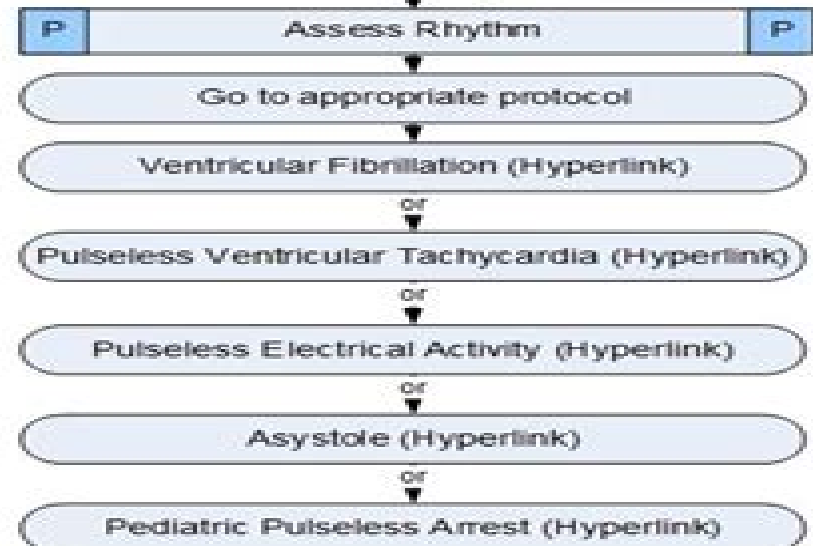 P Assess Rhythm P
Go to appropriate protocol
Ventricular Fibrillation (Hyperlink)
or
Pulseless Ventricular Tachycardia (Hyperlink)
or
Pulseless Electrical Activity (Hyperlink)
or
Asystole (Hyperlink)
or
Pediatric Pulseless Arrest (Hyperlink)